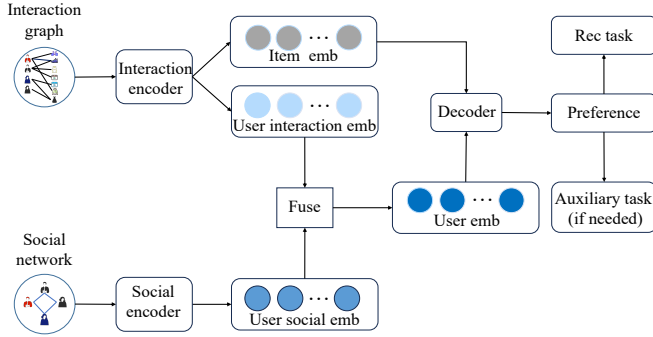 Interaction
graph
Interaction
encoder
Item emb
User interaction emb
Decoder
Rec task
Preference
Auxiliary task
(if needed)
Fuse
User emb
Social
network
Social
encoder
User social emb